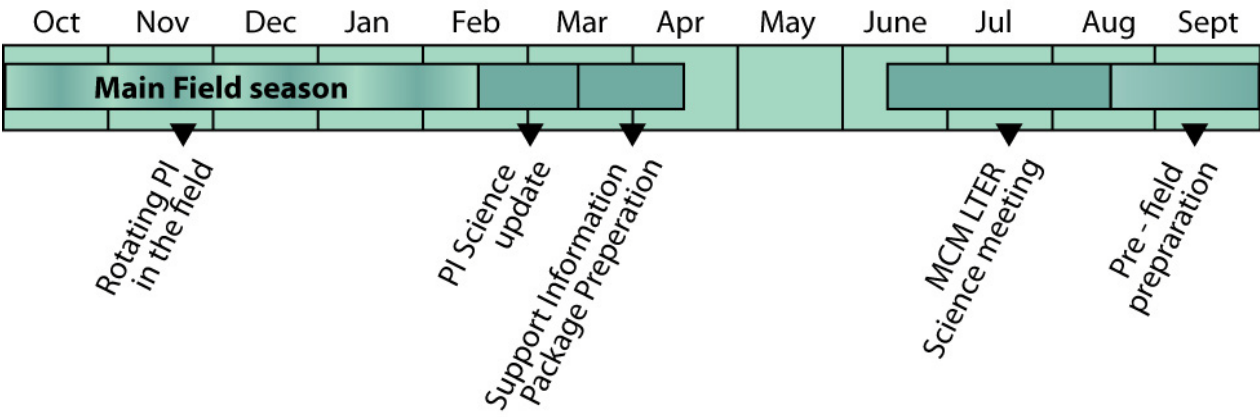 Oct Nov Dec Jan Feb Mar Apr May June Jul Aug Sept
Main Field season
Rotating PI
in the field
PI Science
update
Support Information
Package Preperation
MCM LTER
Science meeting
Pre - field
prepraration